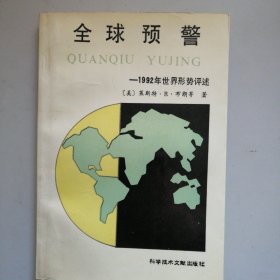 全球预警
QUANQIU YUJING
—1992年世界形势评述
〔美〕莱斯特·R·布朗等 著
科学技术文献出版社